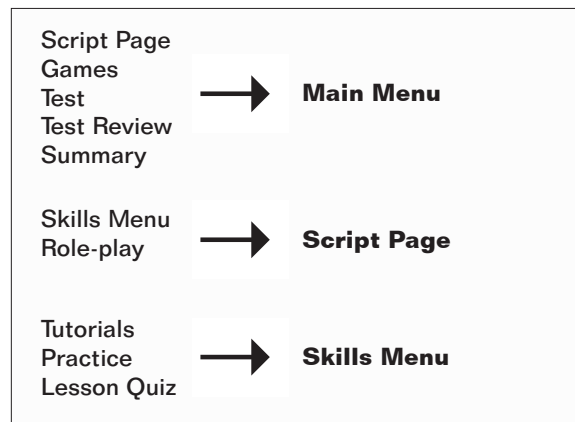 Script Page
Games
Test
Test Review
Summary
Main Menu
Skills Menu
Role-play
Script Page
Tutorials
Practice
Lesson Quiz
Skills Menu